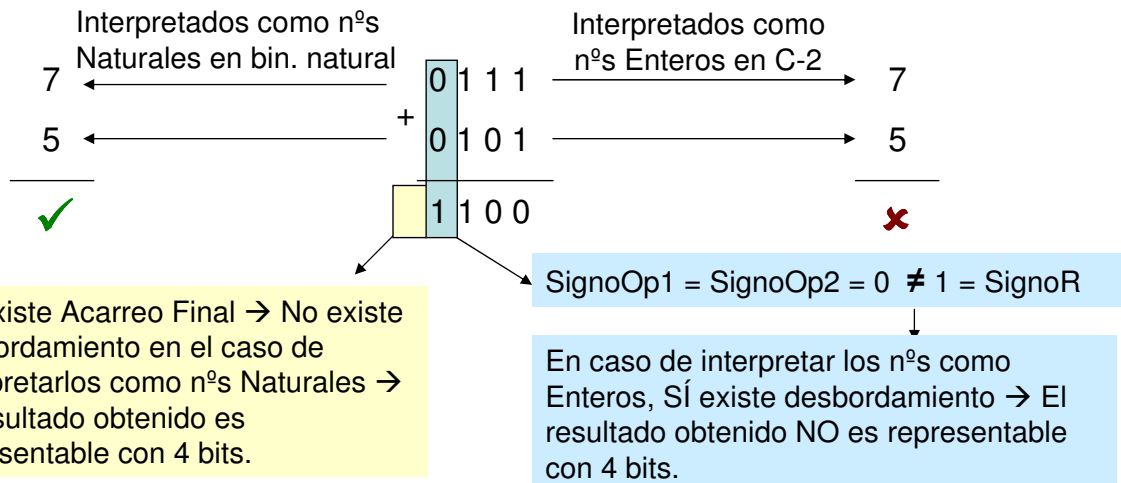 Interpretados como nºs
Naturales en bin. natural
Interpretados como
nºs Enteros en C-2
7
0 1 1 1
7
+
5
0 1 0 1
5
✓
1 1 0 0
✘
SignoOp1 = SignoOp2 = 0 ≠ 1 = SignoR
xiste Acarreo Final → No existe
ordamiento en el caso de
pretarlos como nºs Naturales →
esultado obtenido es
sentable con 4 bits.
En caso de interpretar los nºs como
Enteros, SÍ existe desbordamiento → El
resultado obtenido NO es representable
con 4 bits.